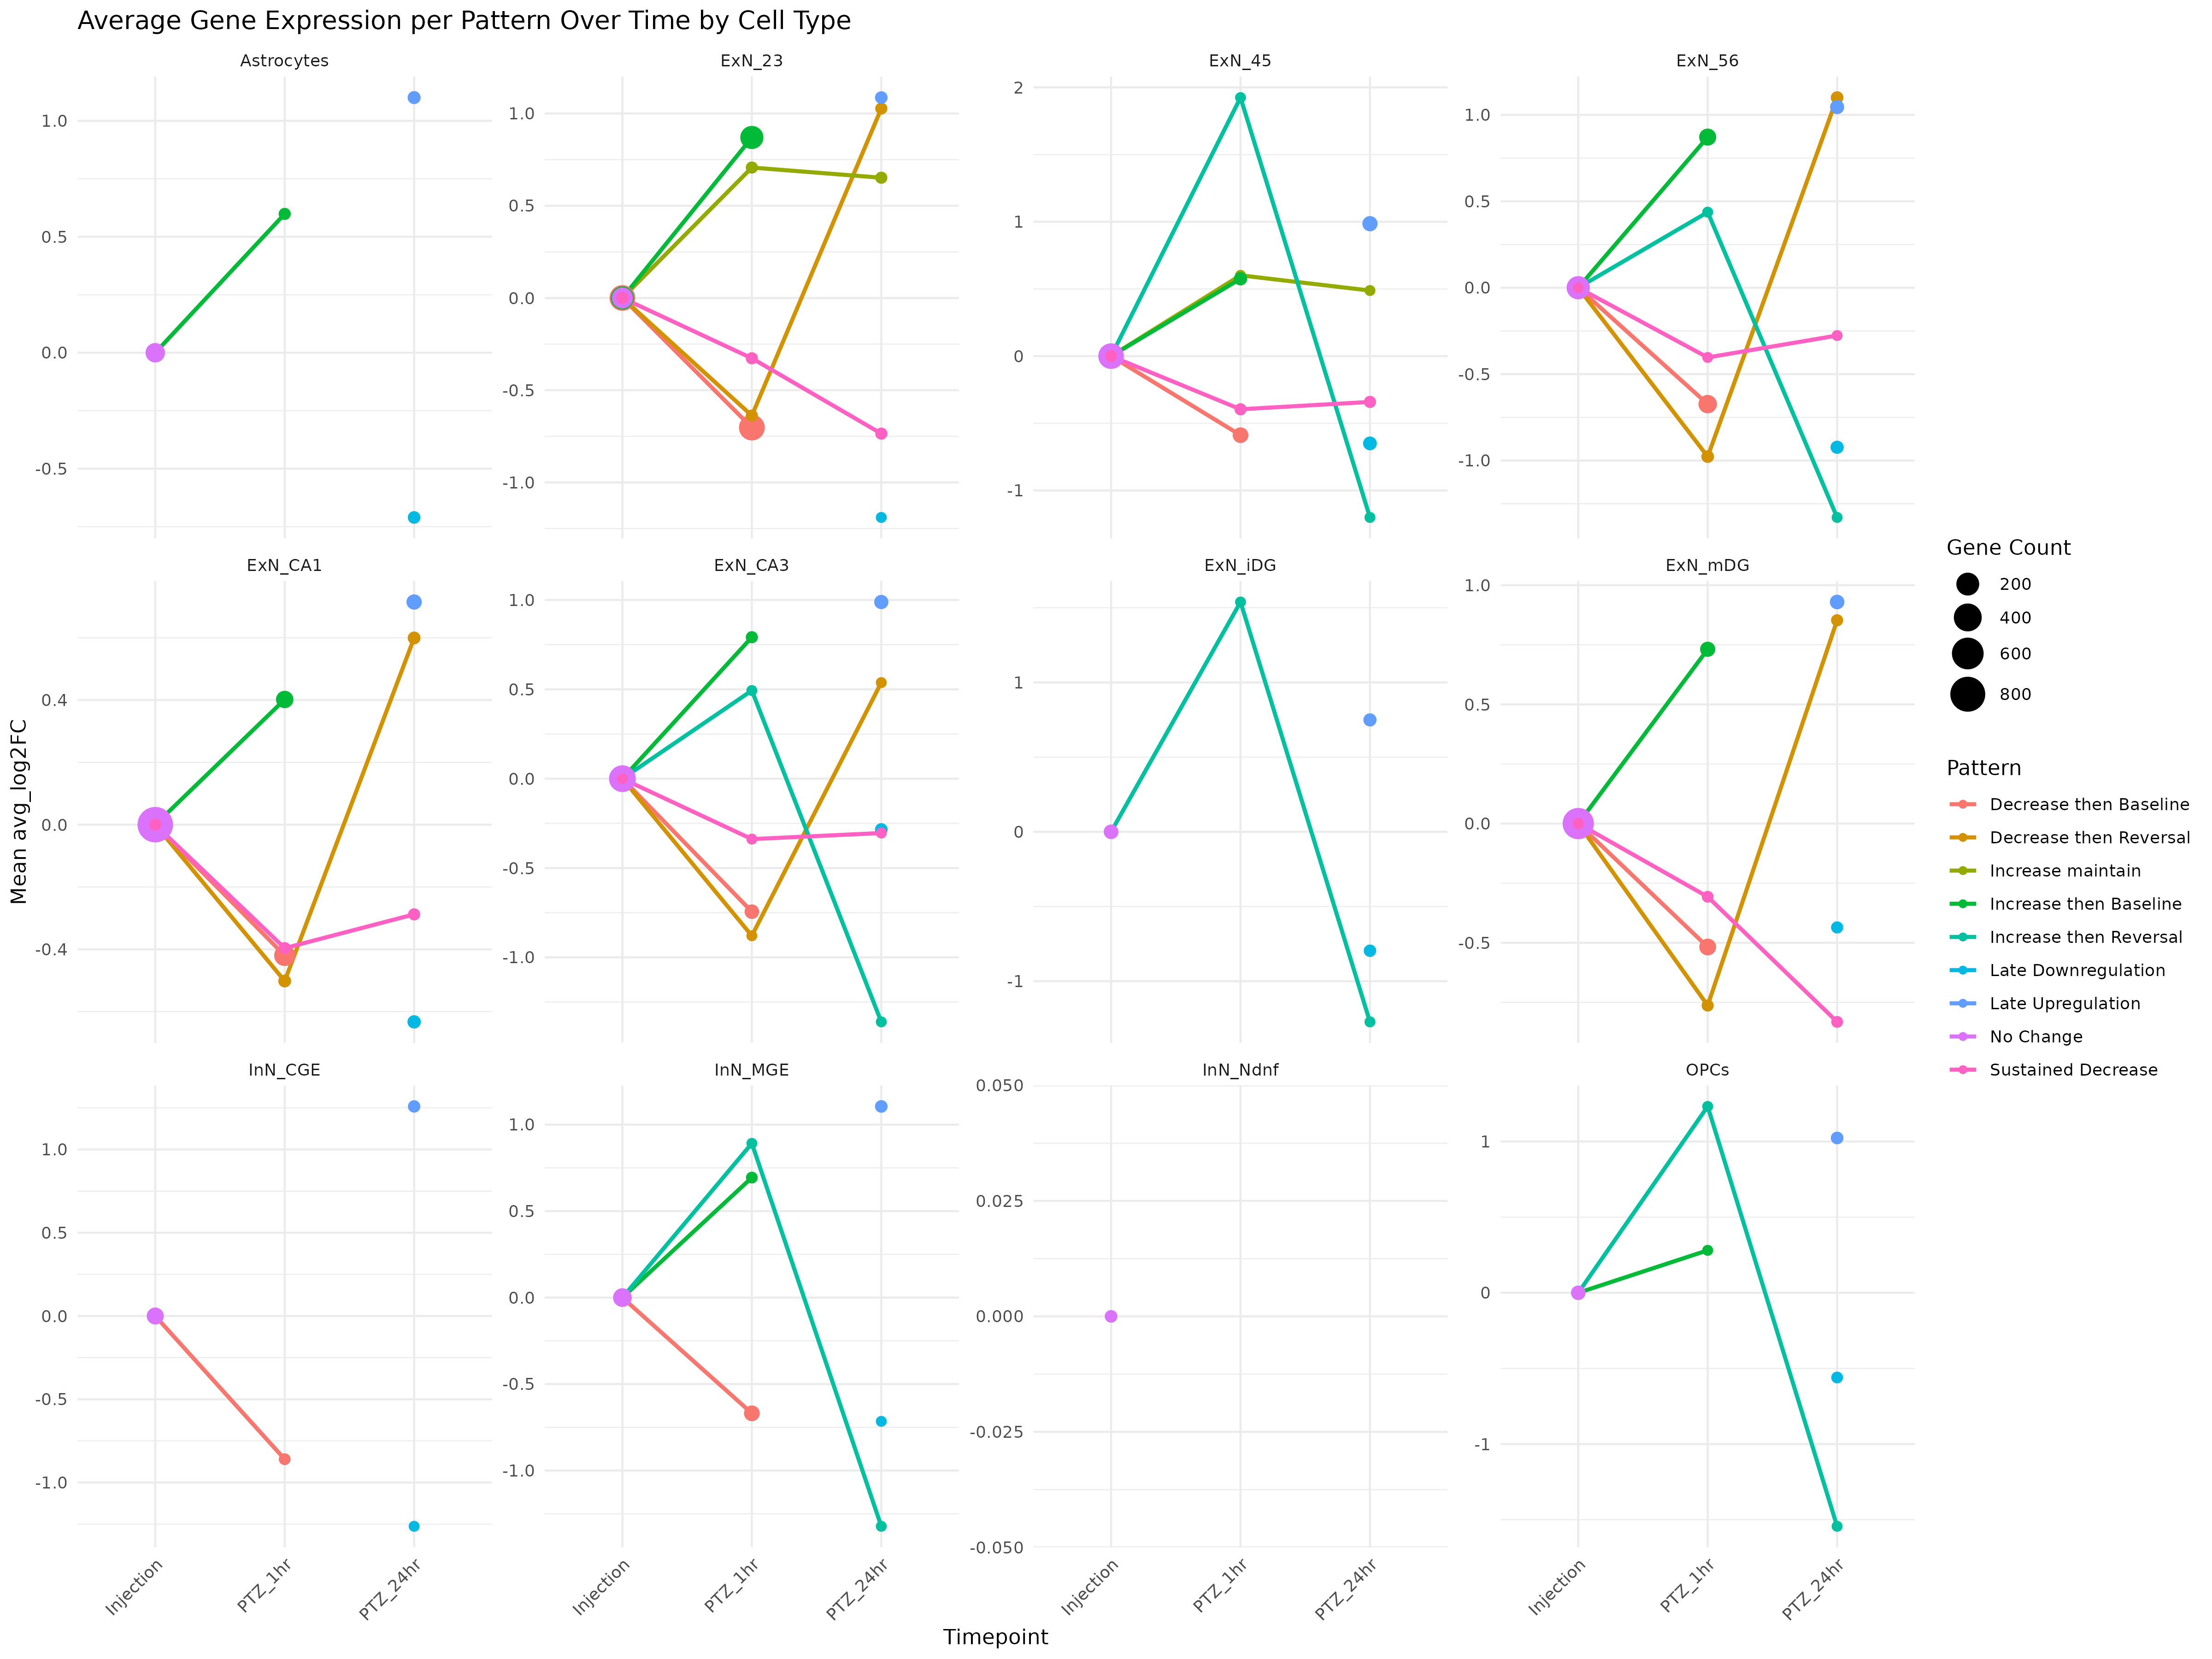 Average Gene Expression per Pattern Over Time by Cell Type
Astrocytes
ExN_23
ExN_45
ExN_56
1.0
0.5
0.0
-0.5
1.0
0.5
0.0
-0.5
-1.0
2
1
0
-1
1.0
0.5
0.0
-0.5
-1.0
ExN_CA1
ExN_CA3
ExN_iDG
ExN_mDG
0.4
0.0
-0.4
1.0
0.5
0.0
-0.5
-1.0
1
0
-1
1.0
0.5
0.0
-0.5
InN_CGE
InN_MGE
InN_Ndnf
OPCs
1.0
0.5
0.0
-0.5
-1.0
1.0
0.5
0.0
-0.5
-1.0
0.050
0.025
0.000
-0.025
-0.050
1
0
-1
Injection
PTZ_1hr
PTZ_24hr
Injection
PTZ_1hr
PTZ_24hr
Injection
PTZ_1hr
PTZ_24hr
Injection
PTZ_1hr
PTZ_24hr
Timepoint
Mean avg_log2FC
Gene Count
200
400
600
800
Pattern
Decrease then Baseline
Decrease then Reversal
Increase maintain
Increase then Baseline
Increase then Reversal
Late Downregulation
Late Upregulation
No Change
Sustained Decrease